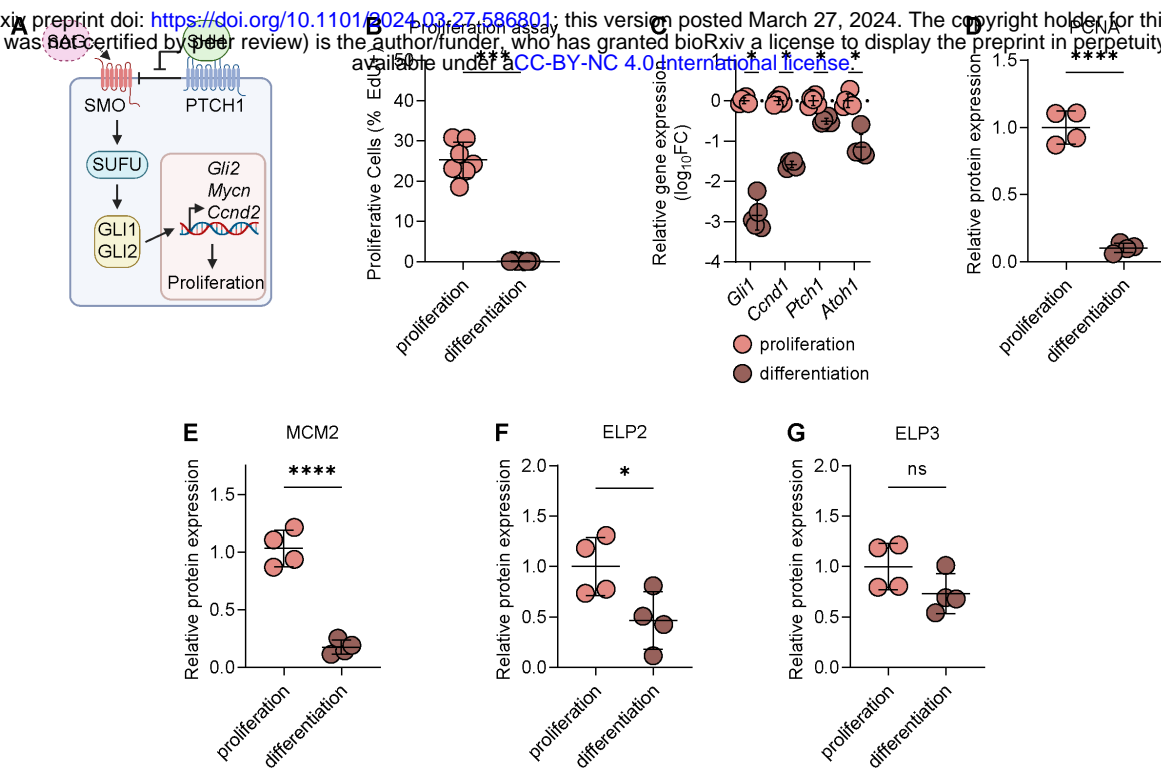 xiv preprint doi: https://doi.org/10.1101/2024.03.27.586801; this version posted March 27, 2024. The copyright holder for thi
was not certified by peer review) is the author/funder, who has granted bioRxiv a license to display the preprint in perpetuity
available under aCC-BY-NC 4.0 International license.
A
SAG
SHH
SMO
PTCH1
SUFU
GLI1
GLI2
Gli2
Mycn
Ccnd2
Proliferation
B
Proliferation assay
***
Proliferative Cells (% EdU+)
50
40
30
20
10
0
proliferation
differentiation
C
Relative gene expression
(log10FC)
1
0
-1
-2
-3
-4
* * * *
Gli1
Ccnd1
Ptch1
Atoh1
proliferation
differentiation
D
PCNA
****
Relative protein expression
1.5
1.0
0.5
0.0
proliferation
differentiation
E
MCM2
****
Relative protein expression
1.5
1.0
0.5
0.0
proliferation
differentiation
F
ELP2
*
Relative protein expression
2.0
1.5
1.0
0.5
0.0
proliferation
differentiation
G
ELP3
ns
Relative protein expression
2.0
1.5
1.0
0.5
0.0
proliferation
differentiation